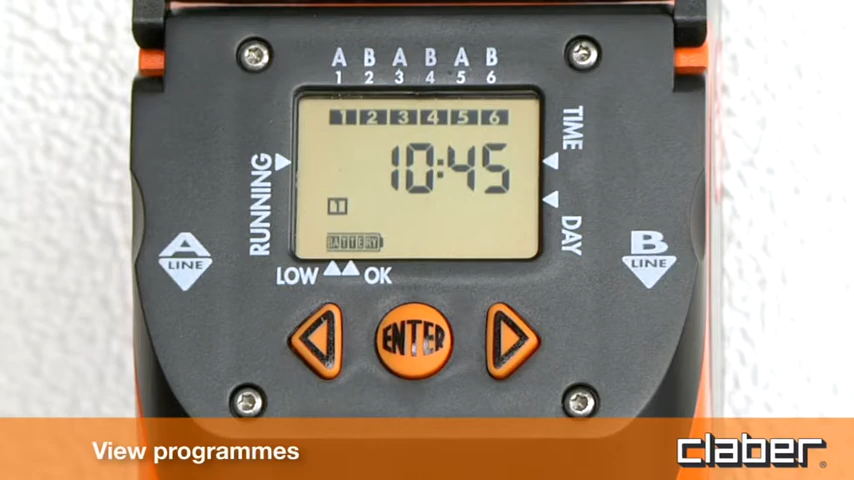 A B A B A B
1 2 3 4 5 6
1 2 3 4 5 6
TIME
10:45
RUNNING
1
DAY
A
LINE
B
LINE
BATTERY
LOW OK
ENTER
View programmes
claber®